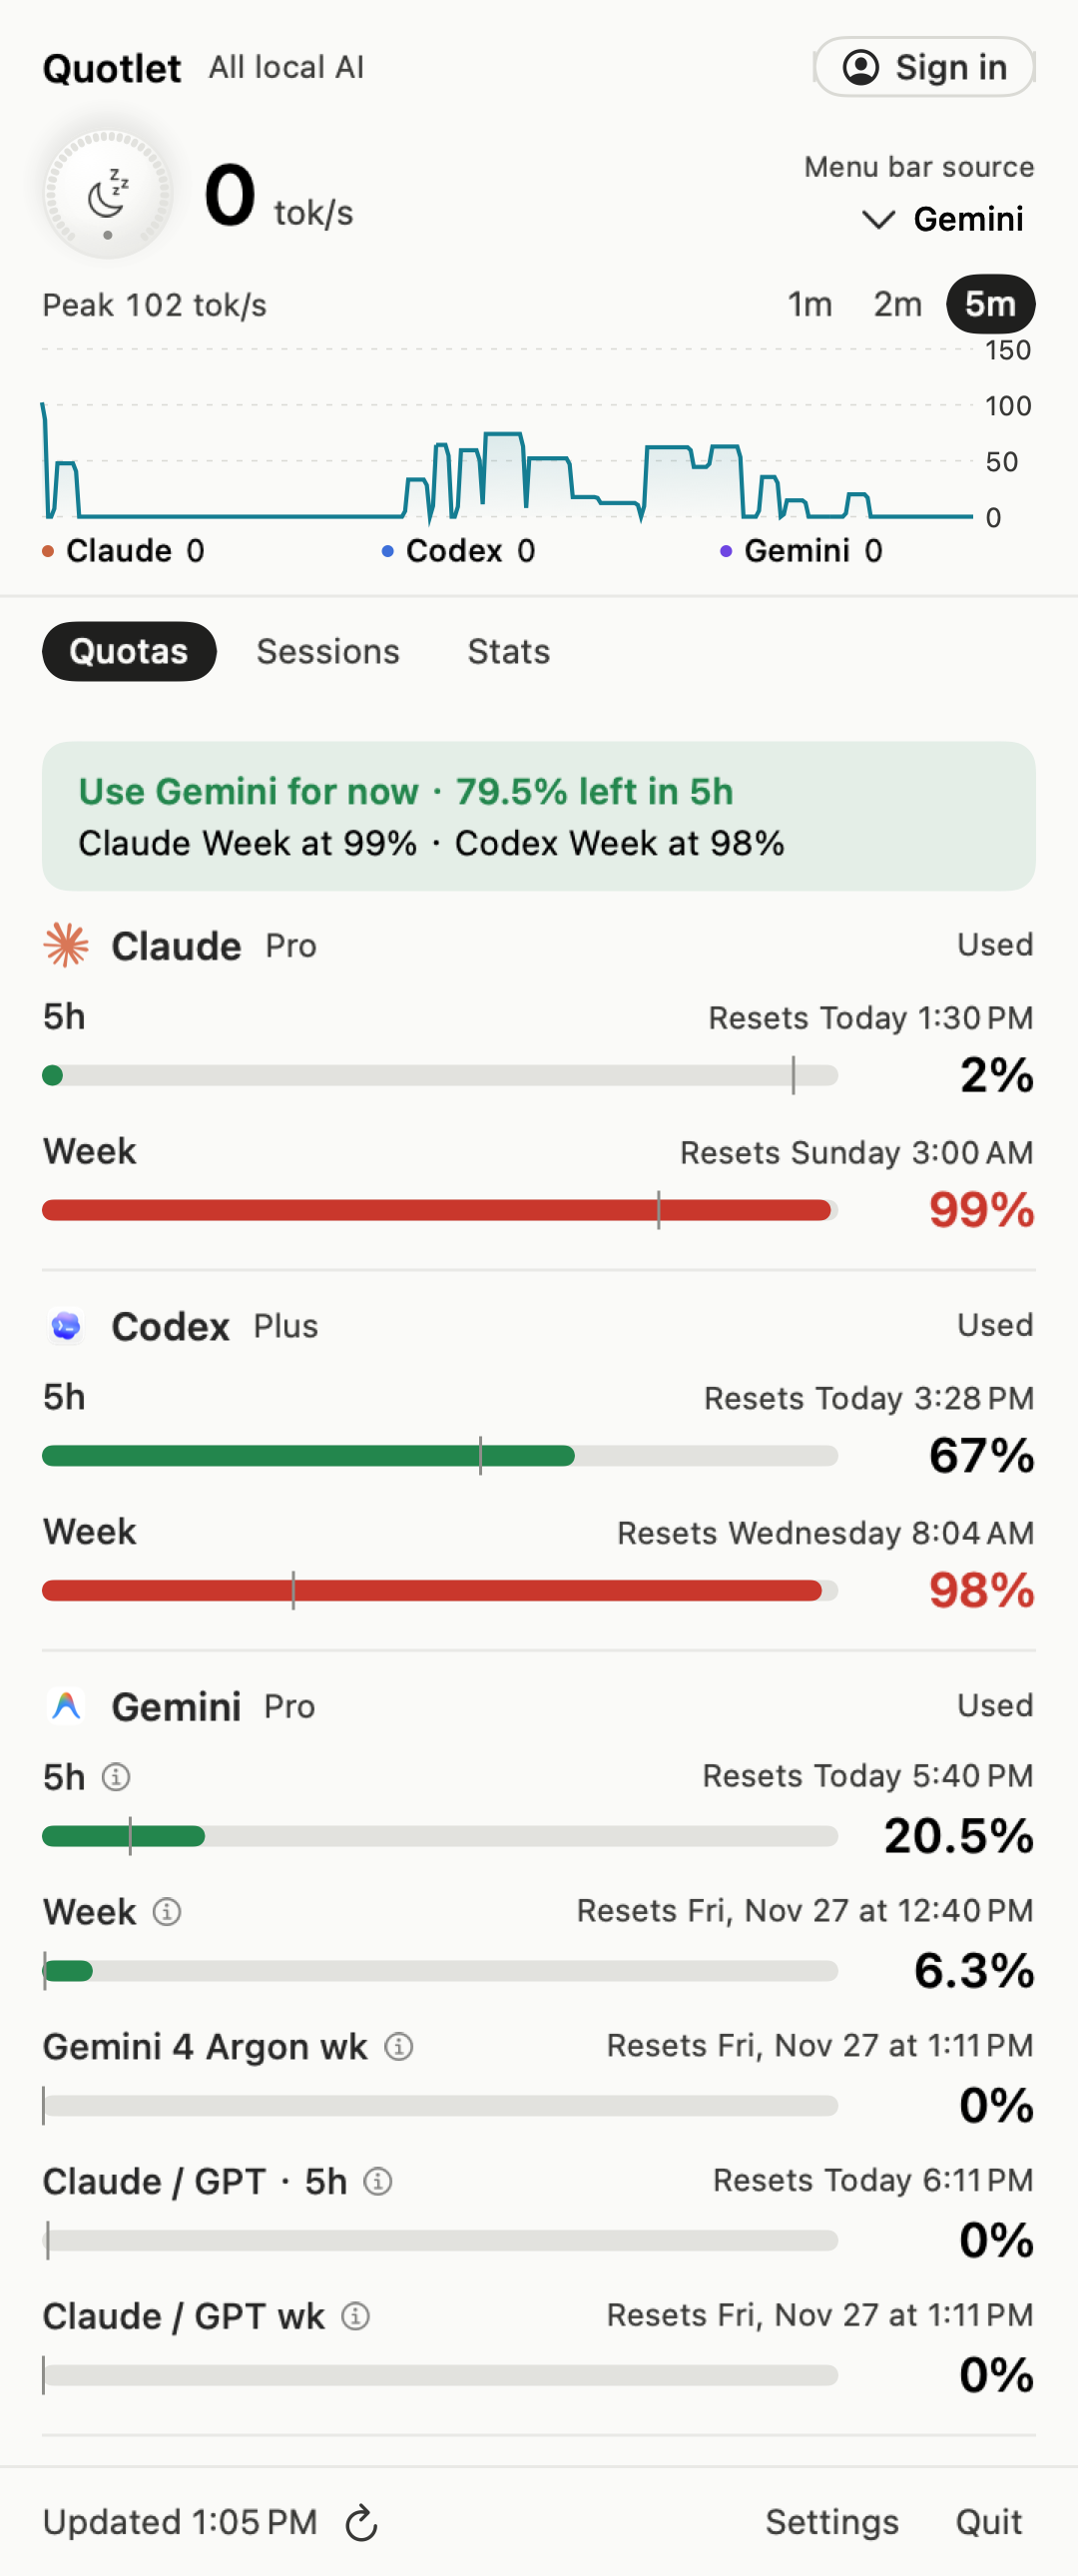 Quotlet All local AI Sign in
z z z
0 tok/s
Menu bar source
Gemini
Peak 102 tok/s 1m 2m 5m
150
100
50
0
Claude 0 Codex 0 Gemini 0
Quotas Sessions Stats
Use Gemini for now · 79.5% left in 5h
Claude Week at 99% · Codex Week at 98%
Claude Pro Used
5h Resets Today 1:30 PM
2%
Week Resets Sunday 3:00 AM
99%
Codex Plus Used
5h Resets Today 3:28 PM
67%
Week Resets Wednesday 8:04 AM
98%
Gemini Pro Used
5h Resets Today 5:40 PM
20.5%
Week Resets Fri, Nov 27 at 12:40 PM
6.3%
Gemini 4 Argon wk Resets Fri, Nov 27 at 1:11 PM
0%
Claude / GPT · 5h Resets Today 6:11 PM
0%
Claude / GPT wk Resets Fri, Nov 27 at 1:11 PM
0%
Updated 1:05 PM Settings Quit